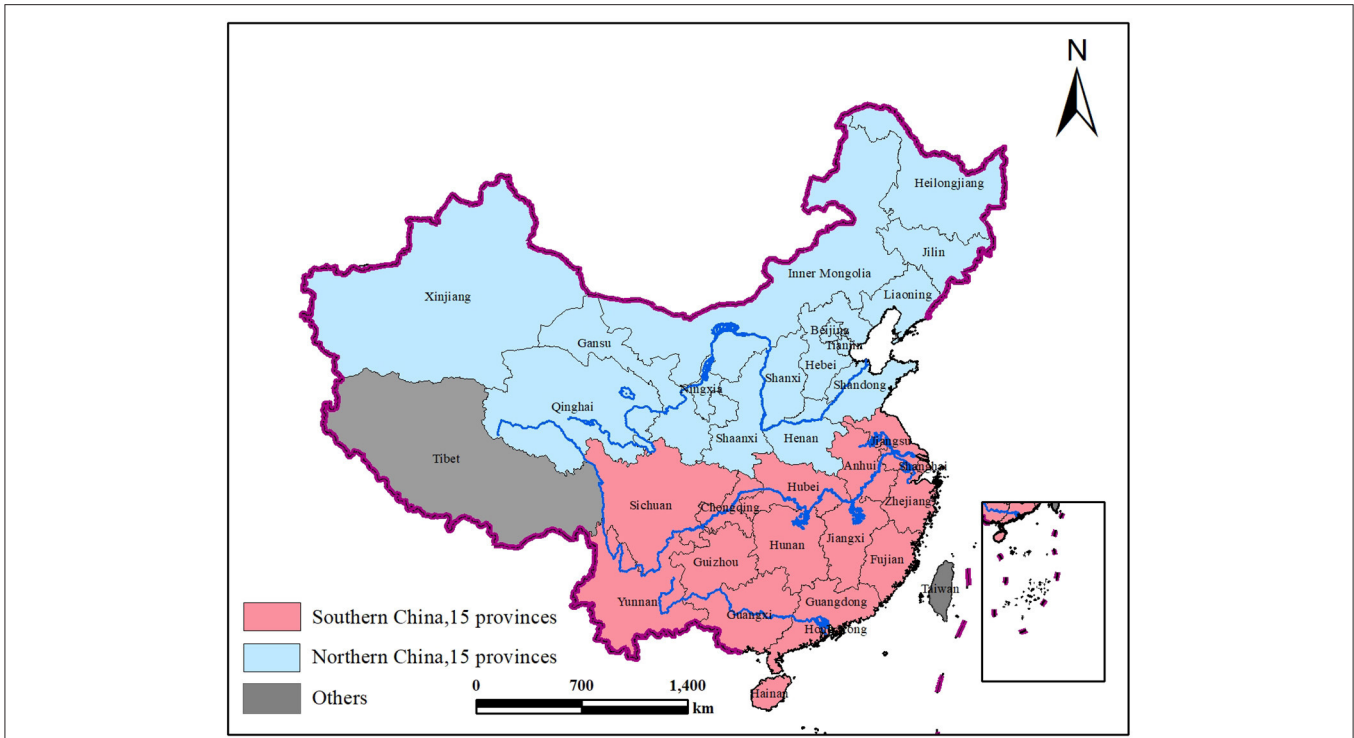 N
Heilongjiang
Jilin
Inner Mongolia
Liaoning
Xinjiang
Beijing
Tianjin
Gansu
Hebei
Shanxi
Shandong
Ningxia
Qinghai
Shaanxi
Henan
Jiangsu
Tibet
Anhui
Shanghai
Hubei
Sichuan
Zhejiang
Chongqing
Hunan
Jiangxi
Guizhou
Fujian
Taiwan
Yunnan
Guangdong
Guangxi
Hong Kong
Hainan
Southern China,15 provinces
Northern China,15 provinces
Others
0 700 1,400
km